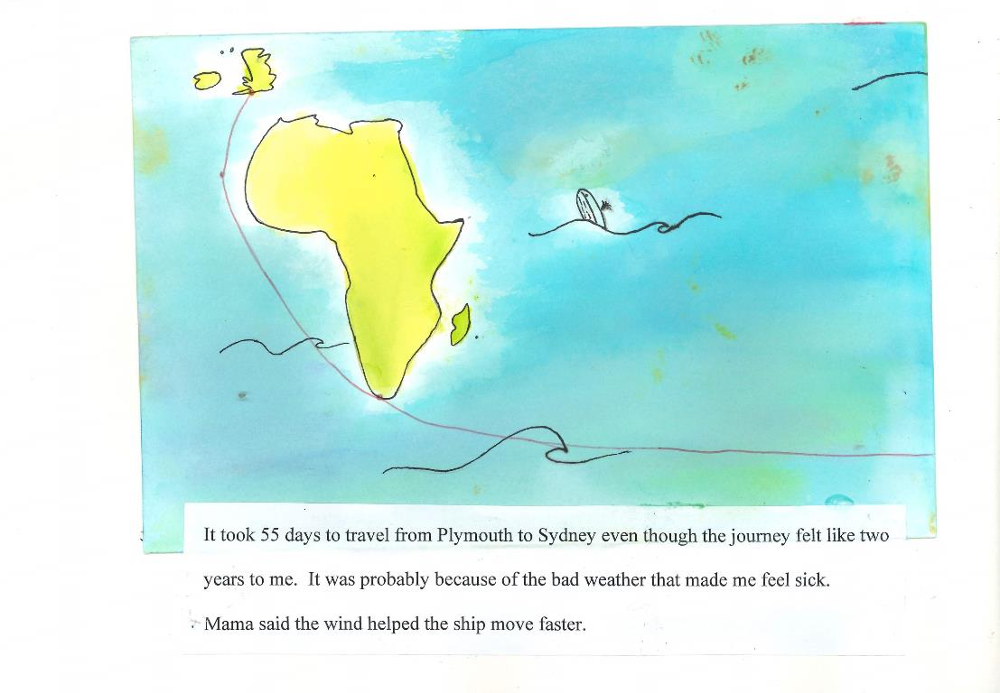 It took 55 days to travel from Plymouth to Sydney even though the journey felt like two
years to me.  It was probably because of the bad weather that made me feel sick.
Mama said the wind helped the ship move faster.